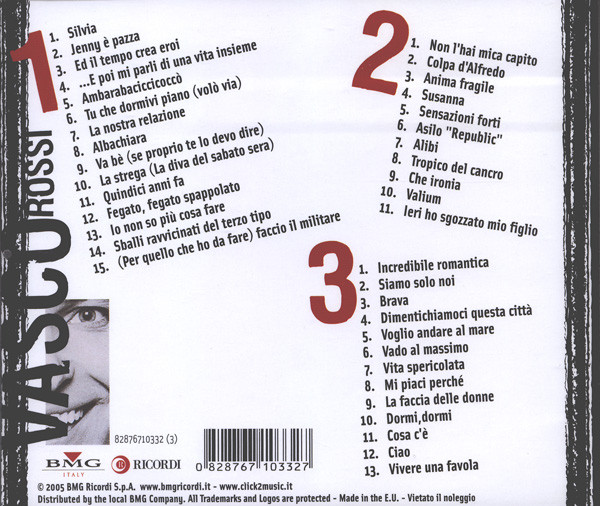 VASCO ROSSI
1
1. Silvia
2. Jenny è pazza
3. Ed il tempo crea eroi
4. ...E poi mi parli di una vita insieme
5. Ambarabaciccicoccò
6. Tu che dormivi piano (volò via)
7. La nostra relazione
8. Albachiara
9. Va bè (se proprio te lo devo dire)
10. La strega (La diva del sabato sera)
11. Quindici anni fa
12. Fegato, fegato spappolato
13. Io non so più cosa fare
14. Sballi ravvicinati del terzo tipo
15. (Per quello che ho da fare) faccio il militare
2
1. Non l'hai mica capito
2. Colpa d'Alfredo
3. Anima fragile
4. Susanna
5. Sensazioni forti
6. Asilo "Republic"
7. Alibi
8. Tropico del cancro
9. Che ironia
10. Valium
11. Ieri ho sgozzato mio figlio
3
1. Incredibile romantica
2. Siamo solo noi
3. Brava
4. Dimentichiamoci questa città
5. Voglio andare al mare
6. Vado al massimo
7. Vita spericolata
8. Mi piaci perché
9. La faccia delle donne
10. Dormi,dormi
11. Cosa c'è
12. Ciao
13. Vivere una favola
82876710332 (3)
BMG
ITALY
RICORDI
0 828767 103327
©2005 BMG Ricordi S.p.A. www.bmgricordi.it - www.click2music.it
Distributed by the local BMG Company. All Trademarks and Logos are protected - Made in the E.U. - Vietato il noleggio